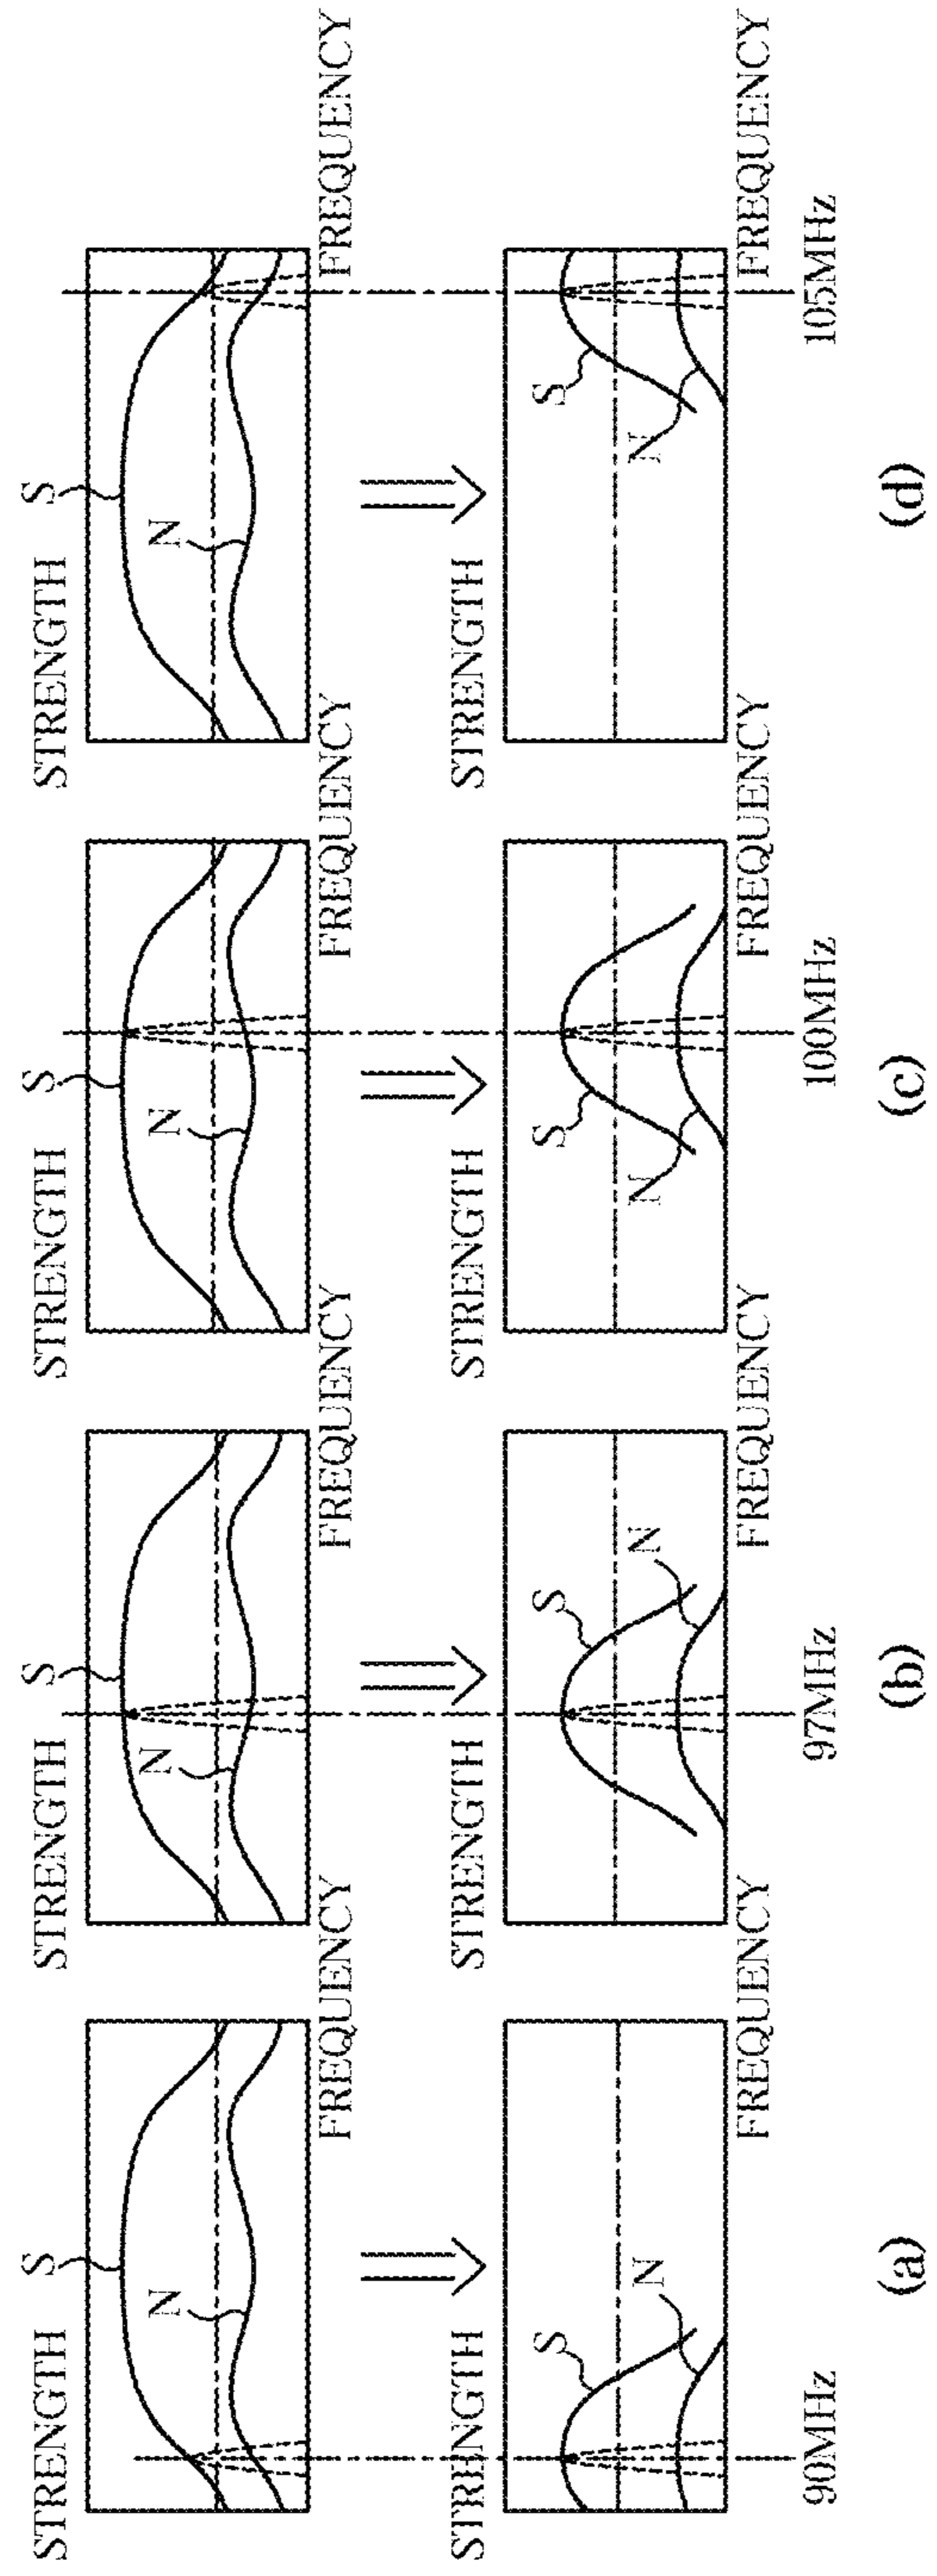 STRENGTH
S
N
FREQUENCY
STRENGTH
S
N
FREQUENCY
90MHz
(a)
STRENGTH
S
N
FREQUENCY
STRENGTH
S
N
FREQUENCY
97MHz
(b)
STRENGTH
S
N
FREQUENCY
STRENGTH
S
N
FREQUENCY
100MHz
(c)
STRENGTH
S
N
FREQUENCY
STRENGTH
S
N
FREQUENCY
105MHz
(d)